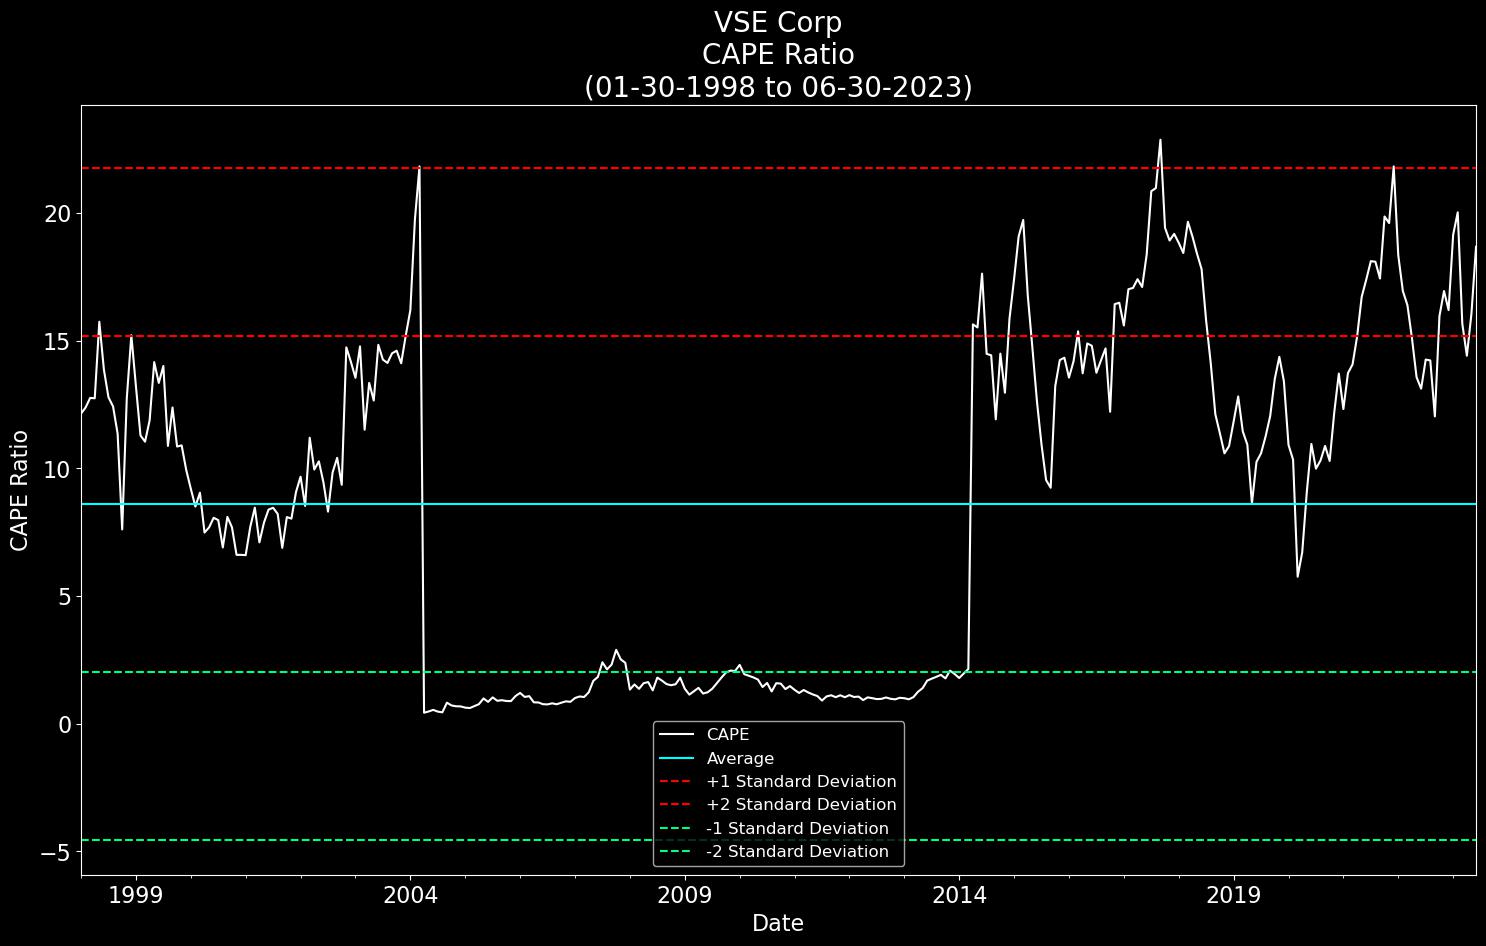 VSE Corp
CAPE Ratio
(01-30-1998 to 06-30-2023)
CAPE Ratio
20
15
10
5
0
−5
CAPE
Average
+1 Standard Deviation
+2 Standard Deviation
-1 Standard Deviation
-2 Standard Deviation
1999
2004
2009
2014
2019
Date